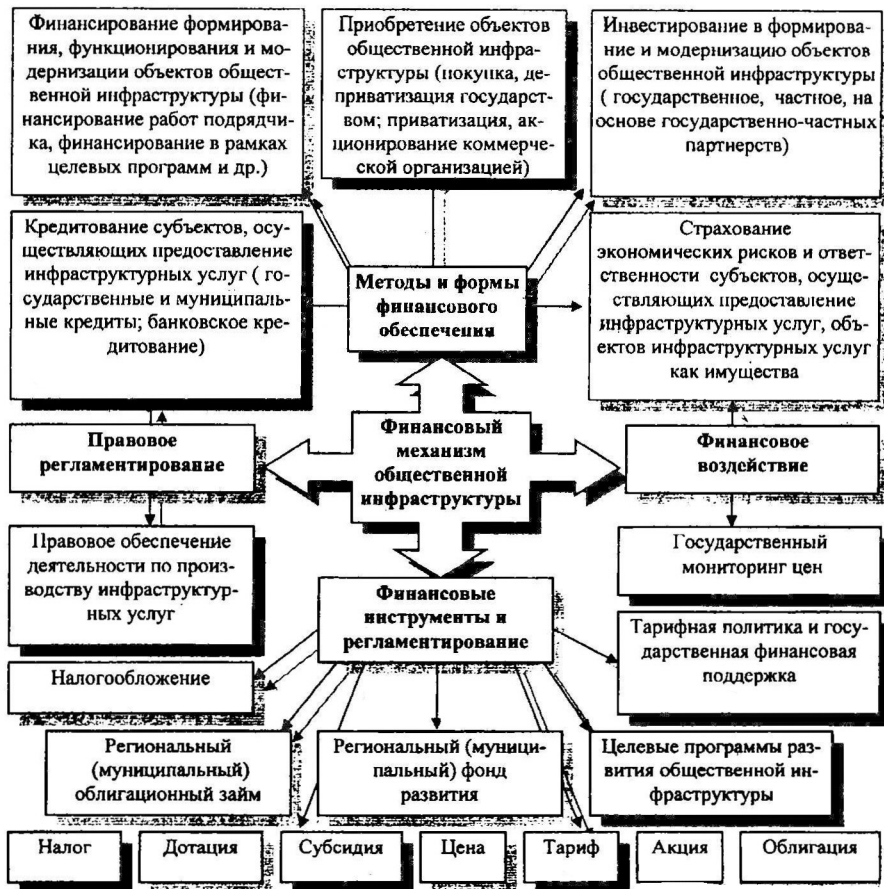 Финансирование формирова-
ния, функционирования и мо-
дернизации объектов общест-
венной инфраструктуры (фи-
нансирование работ подрядчи-
ка, финансирование в рамках
целевых программ и др.)
Приобретение объектов
общественной инфра-
структуры (покупка, де-
приватизация государст-
вом; приватизация, ак-
ционирование коммерче-
ской организацией)
Инвестирование в формирова-
ние и модернизацию объектов
общественной инфраструктуры
( государственное, частное, на
основе государственно-частных
партнерств)
Кредитование субъектов, осу-
ществляющих предоставление
инфраструктурных услуг ( го-
сударственные и муниципаль-
ные кредиты; банковское кре-
дитование)
Методы и формы
финансового
обеспечения
Страхование
экономических рисков и ответ-
ственности субъектов, осуще-
ствляющих предоставление
инфраструктурных услуг, объ-
ектов инфраструктурных услуг
как имущества
Правовое
регламентирование
Финансовый
механизм
общественной
инфраструктуры
Финансовое
воздействие
Правовое обеспечение
деятельности по произ-
водству инфраструктур-
ных услуг
Финансовые
инструменты и
регламентирование
Государственный
мониторинг цен
Тарифная политика и госу-
дарственная финансовая
поддержка
Налогообложение
Региональный
(муниципальный)
облигационный займ
Региональный (муници-
пальный) фонд
развития
Целевые программы раз-
вития общественной ин-
фраструктуры
Налог
Дотация
Субсидия
Цена
Тариф
Акция
Облигация